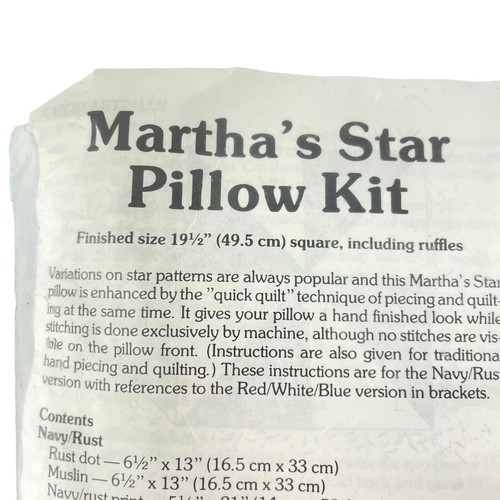 Martha's Star
Pillow Kit
Finished size 19½" (49.5 cm) square, including ruffles
Variations on star patterns are always popular and this Martha's Star
pillow is enhanced by the "quick quilt" technique of piecing and quilt-
ing at the same time. It gives your pillow a hand finished look while
stitching is done exclusively by machine, although no stitches are vis-
ible on the pillow front. (Instructions are also given for traditiona
hand piecing and quilting.) These instructions are for the Navy/Rus
version with references to the Red/White/Blue version in brackets.
Contents
Navy/Rust
Rust dot — 6½" x 13" (16.5 cm x 33 cm)
Muslin — 6½" x 13" (16.5 cm x 33 cm)
Navy/rust print